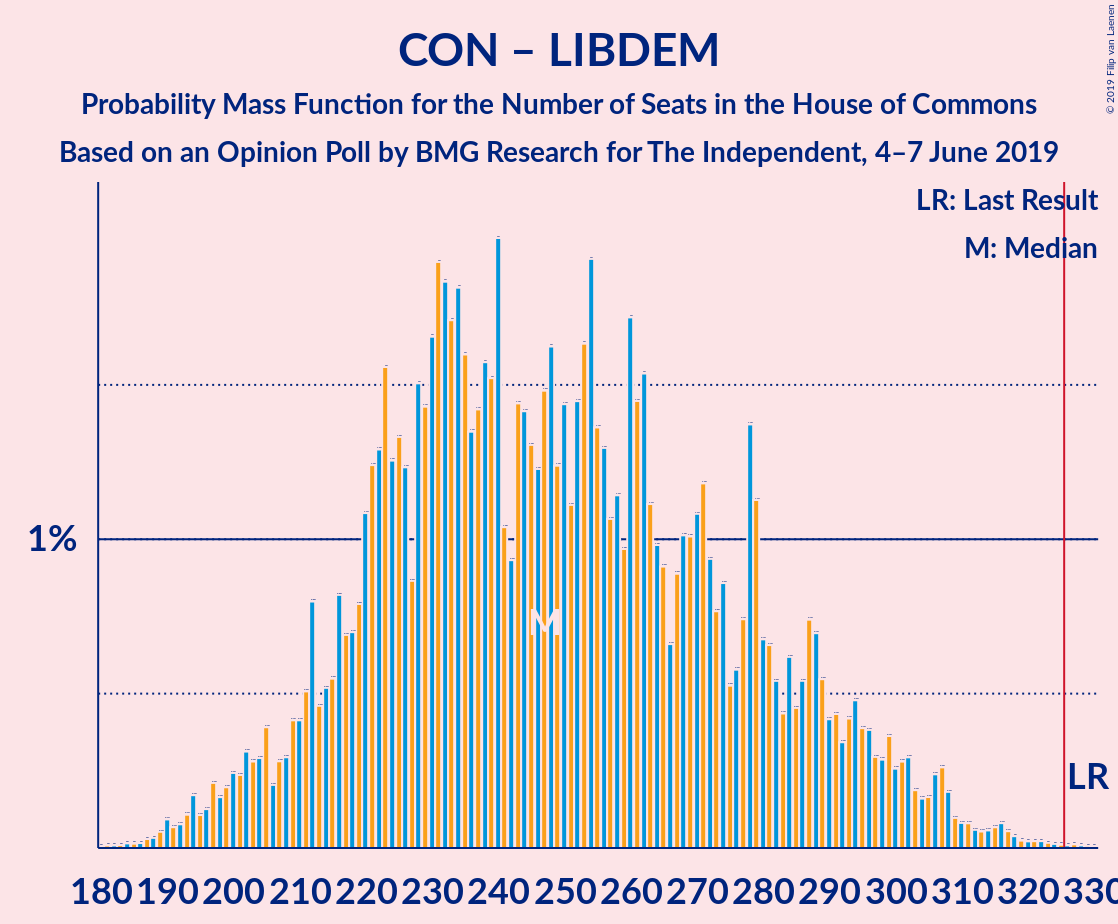 CON – LIBDEM
Probability Mass Function for the Number of Seats in the House of Commons
Based on an Opinion Poll by BMG Research for The Independent, 4–7 June 2019
© 2019 Filip van Laenen
LR: Last Result
M: Median
1%
M
LR
180 190 200 210 220 230 240 250 260 270 280 290 300 310 320 330